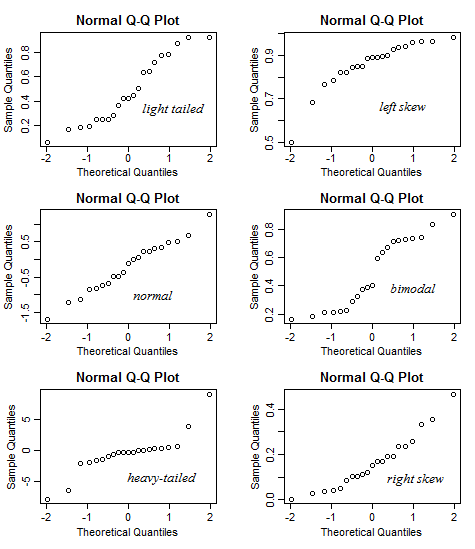 Normal Q-Q Plot
Sample Quantiles
0.2 0.4 0.6 0.8
light tailed
-2 -1 0 1 2
Theoretical Quantiles
Normal Q-Q Plot
Sample Quantiles
0.5 0.7 0.9
left skew
-2 -1 0 1 2
Theoretical Quantiles
Normal Q-Q Plot
Sample Quantiles
-1.5 -0.5 0.5
normal
-2 -1 0 1 2
Theoretical Quantiles
Normal Q-Q Plot
Sample Quantiles
0.2 0.4 0.6 0.8
bimodal
-2 -1 0 1 2
Theoretical Quantiles
Normal Q-Q Plot
Sample Quantiles
-5 0 5
heavy-tailed
-2 -1 0 1 2
Theoretical Quantiles
Normal Q-Q Plot
Sample Quantiles
0.0 0.2 0.4
right skew
-2 -1 0 1 2
Theoretical Quantiles